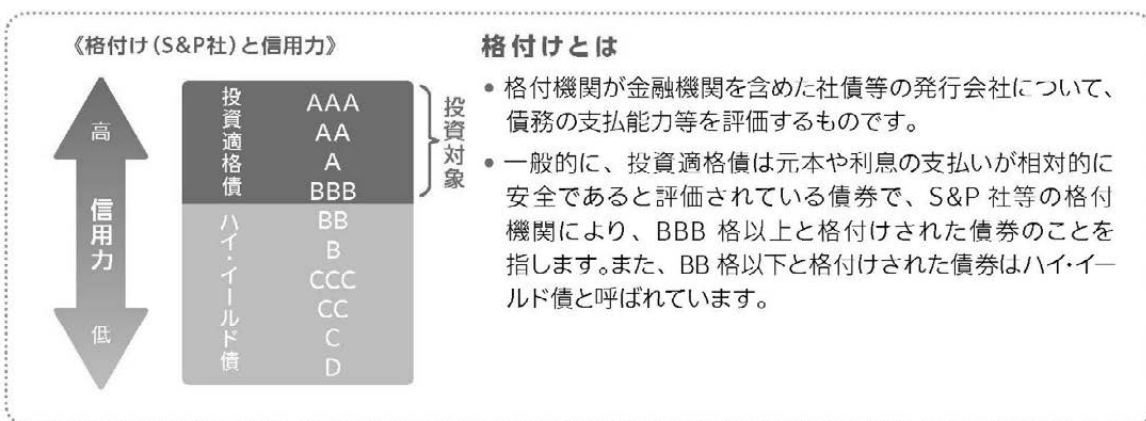 《格付け(S&P社)と信用力》
高
信用力
低
投資適格債
AAA
AA
A
BBB
投資対象
ハイ・イールド債
BB
B
CCC
CC
C
D
格付けとは
• 格付機関が金融機関を含めた社債等の発行会社について、
債務の支払能力等を評価するものです。
• 一般的に、投資適格債は元本や利息の支払いが相対的に
安全であると評価されている債券で、S&P 社等の格付
機関により、BBB 格以上と格付けされた債券のことを
指します。また、BB 格以下と格付けされた債券はハイ・イー
ルド債と呼ばれています。